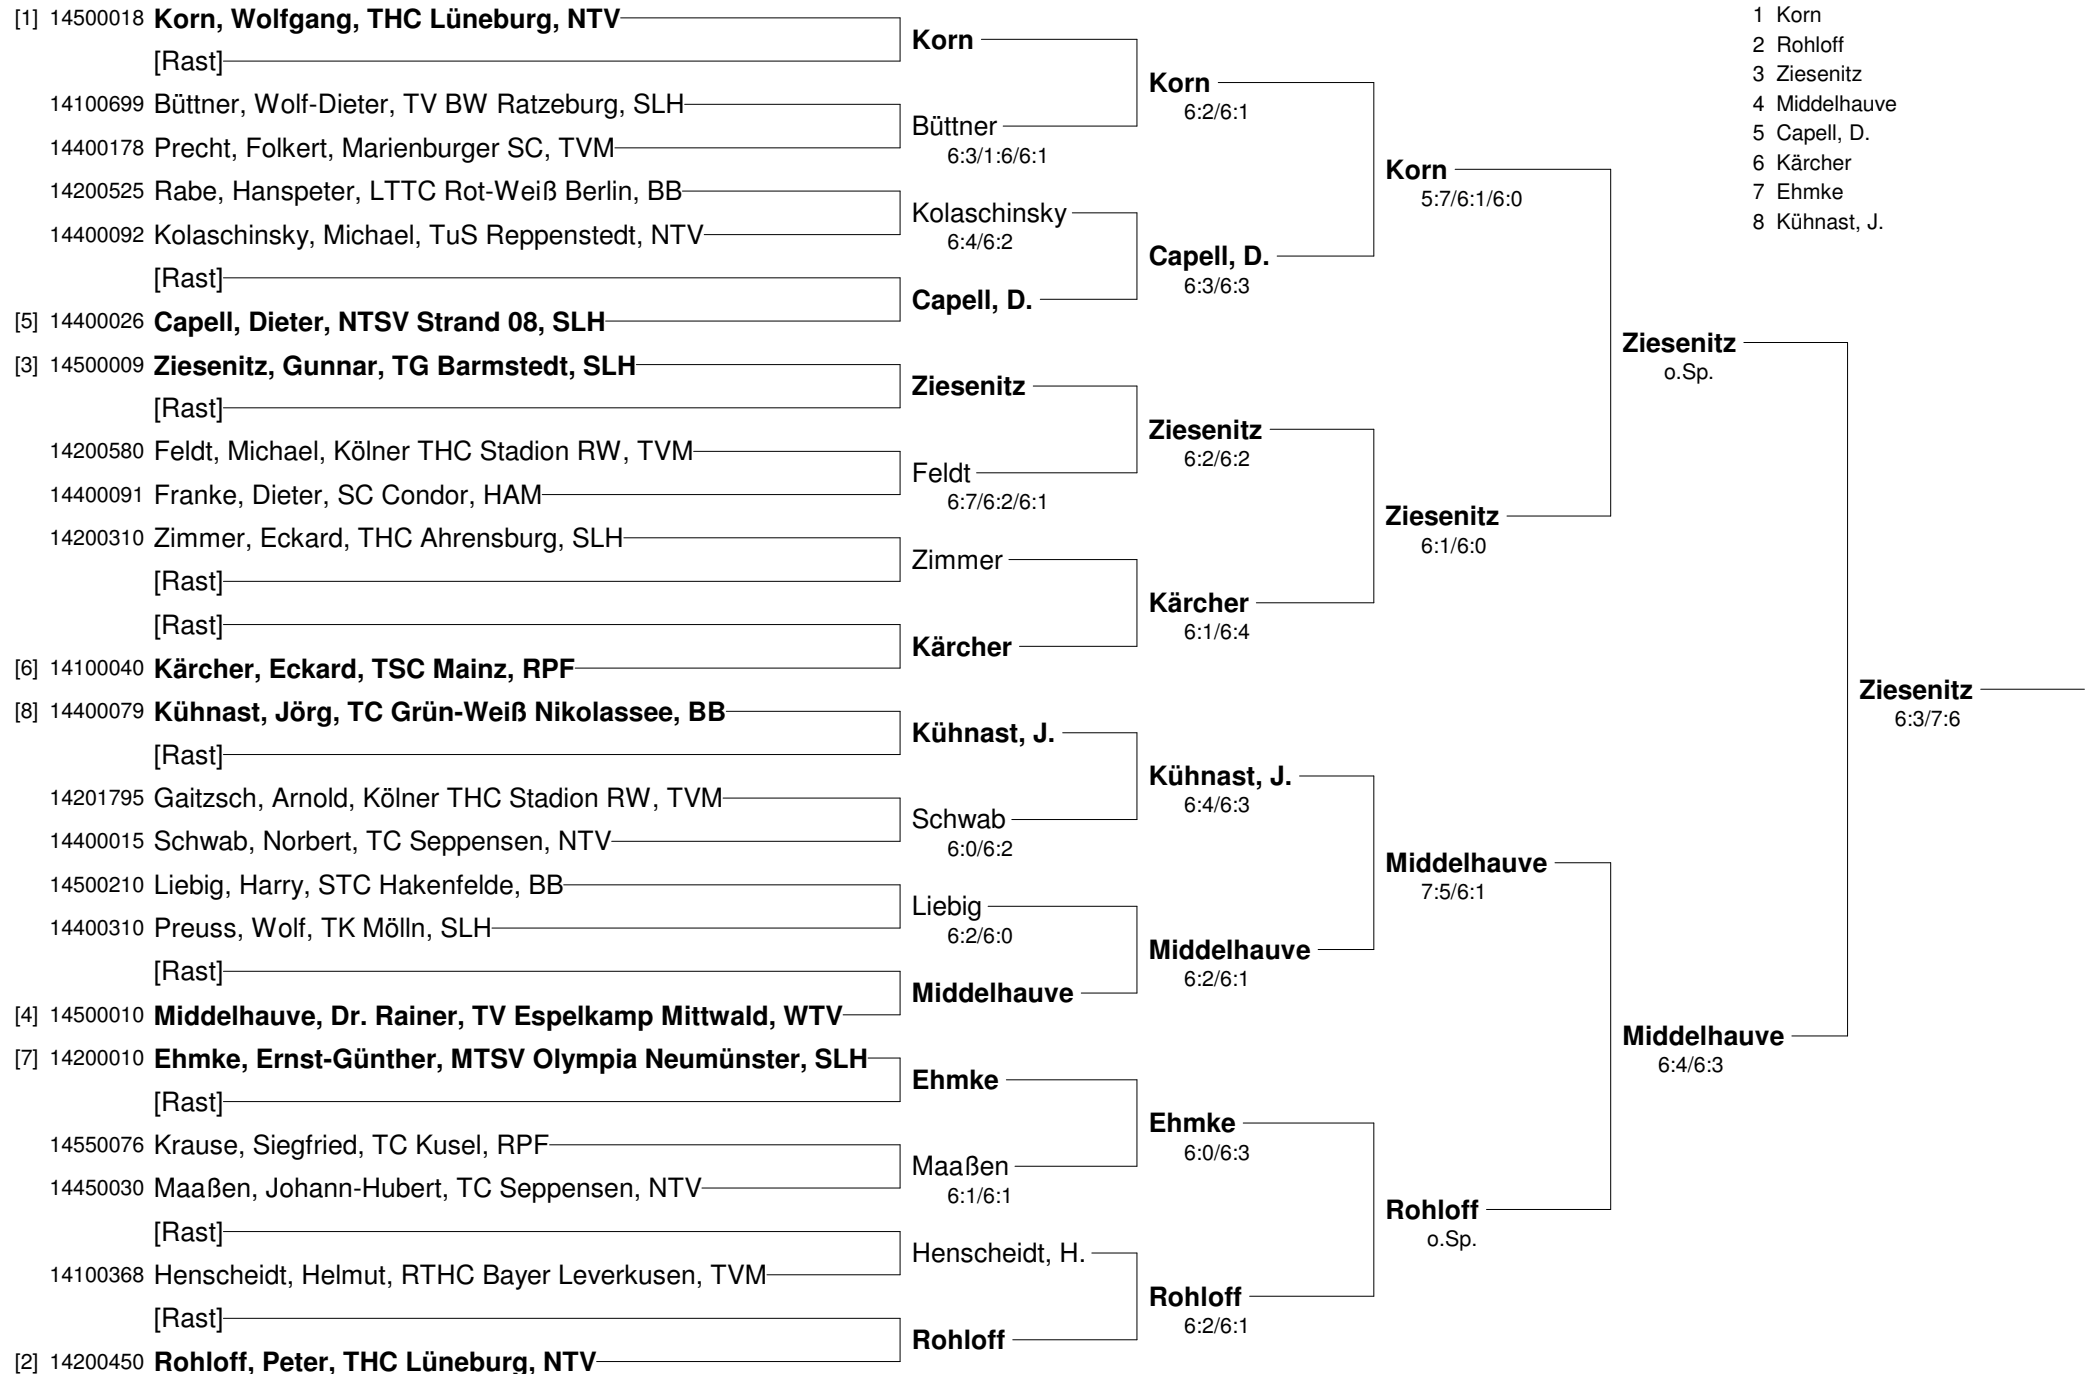 [1] 14500018 Korn, Wolfgang, THC Lüneburg, NTV
[Rast]
14100699 Büttner, Wolf-Dieter, TV BW Ratzeburg, SLH
14400178 Precht, Folkert, Marienburger SC, TVM
14200525 Rabe, Hanspeter, LTTC Rot-Weiß Berlin, BB
14400092 Kolaschinsky, Michael, TuS Reppenstedt, NTV
[Rast]
[5] 14400026 Capell, Dieter, NTSV Strand 08, SLH
[3] 14500009 Ziesenitz, Gunnar, TG Barmstedt, SLH
[Rast]
14200580 Feldt, Michael, Kölner THC Stadion RW, TVM
14400091 Franke, Dieter, SC Condor, HAM
14200310 Zimmer, Eckard, THC Ahrensburg, SLH
[Rast]
[Rast]
[6] 14100040 Kärcher, Eckard, TSC Mainz, RPF
[8] 14400079 Kühnast, Jörg, TC Grün-Weiß Nikolassee, BB
[Rast]
14201795 Gaitzsch, Arnold, Kölner THC Stadion RW, TVM
14400015 Schwab, Norbert, TC Seppensen, NTV
14500210 Liebig, Harry, STC Hakenfelde, BB
14400310 Preuss, Wolf, TK Mölln, SLH
[Rast]
[4] 14500010 Middelhauve, Dr. Rainer, TV Espelkamp Mittwald, WTV
[7] 14200010 Ehmke, Ernst-Günther, MTSV Olympia Neumünster, SLH
[Rast]
14550076 Krause, Siegfried, TC Kusel, RPF
14450030 Maaßen, Johann-Hubert, TC Seppensen, NTV
[Rast]
14100368 Henscheidt, Helmut, RTHC Bayer Leverkusen, TVM
[Rast]
[2] 14200450 Rohloff, Peter, THC Lüneburg, NTV
Korn
Büttner
6:3/1:6/6:1
Kolaschinsky
6:4/6:2
Capell, D.
Ziesenitz
Feldt
6:7/6:2/6:1
Zimmer
Kärcher
Kühnast, J.
Schwab
6:0/6:2
Liebig
6:2/6:0
Middelhauve
Ehmke
Maaßen
6:1/6:1
Henscheidt, H.
Rohloff
Korn
6:2/6:1
Capell, D.
6:3/6:3
Ziesenitz
6:2/6:2
Kärcher
6:1/6:4
Kühnast, J.
6:4/6:3
Middelhauve
6:2/6:1
Ehmke
6:0/6:3
Rohloff
6:2/6:1
Korn
5:7/6:1/6:0
Ziesenitz
6:1/6:0
Middelhauve
7:5/6:1
Rohloff
o.Sp.
Ziesenitz
o.Sp.
Middelhauve
6:4/6:3
Ziesenitz
6:3/7:6
1 Korn
2 Rohloff
3 Ziesenitz
4 Middelhauve
5 Capell, D.
6 Kärcher
7 Ehmke
8 Kühnast, J.